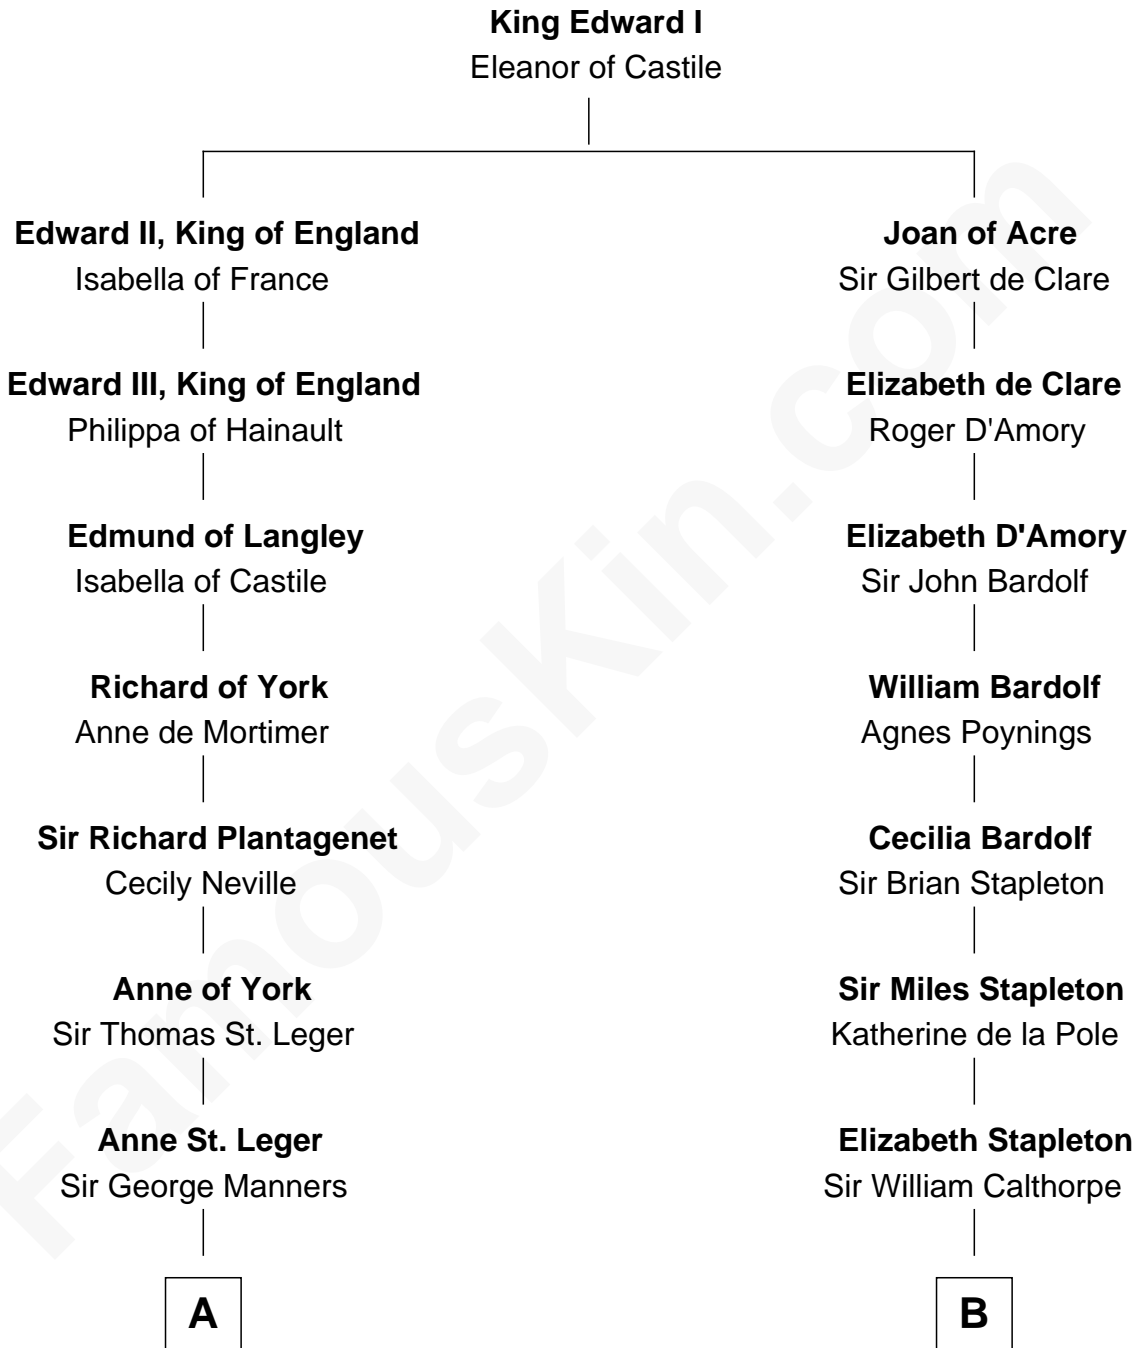 King Edward I
Eleanor of Castile
Edward II, King of England
Isabella of France
Joan of Acre
Sir Gilbert de Clare
Edward III, King of England
Philippa of Hainault
Elizabeth de Clare
Roger D'Amory
Edmund of Langley
Isabella of Castile
Elizabeth D'Amory
Sir John Bardolf
Richard of York
Anne de Mortimer
William Bardolf
Agnes Poynings
Sir Richard Plantagenet
Cecily Neville
Cecilia Bardolf
Sir Brian Stapleton
Anne of York
Sir Thomas St. Leger
Sir Miles Stapleton
Katherine de la Pole
Anne St. Leger
Sir George Manners
Elizabeth Stapleton
Sir William Calthorpe
A
B
FamousKin.com